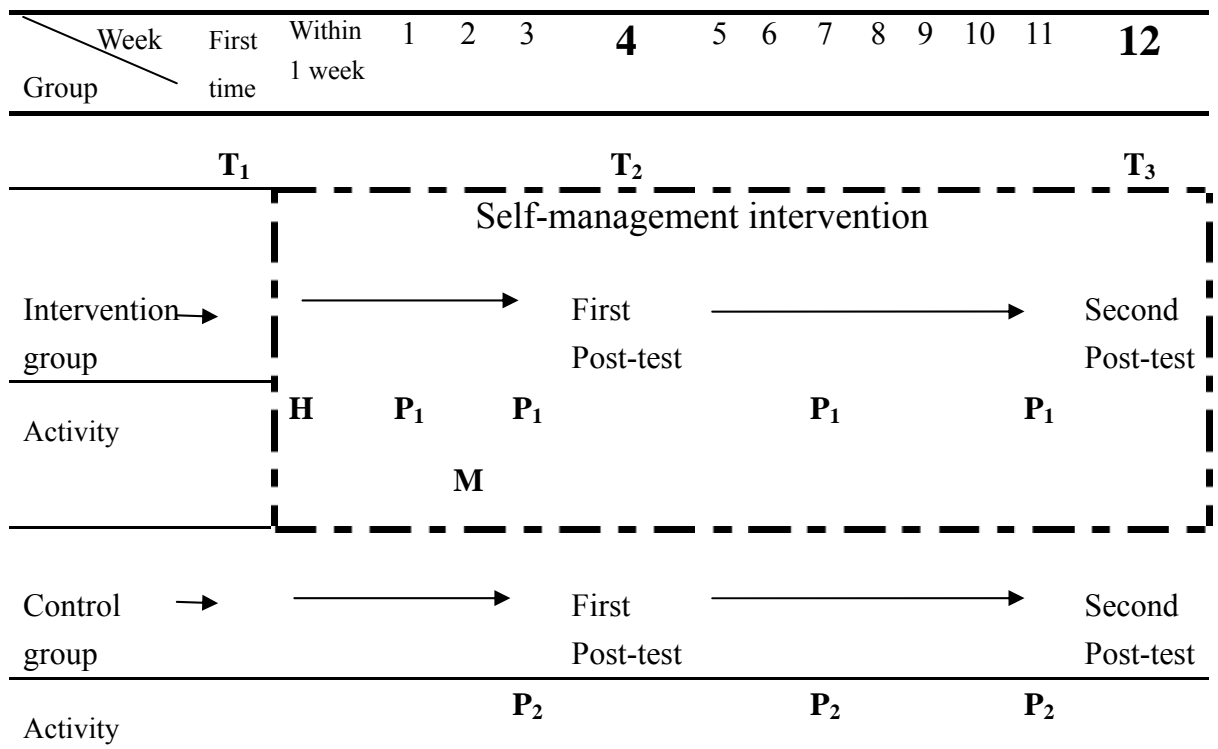 Week First Within 1 2 3 4 5 6 7 8 9 10 11 12
Group time 1 week
T₁ T₂ T₃
Self-management intervention
Intervention First Second
group Post-test Post-test
H P₁ P₁ P₁ P₁
Activity
M
Control First Second
group Post-test Post-test
P₂ P₂ P₂
Activity